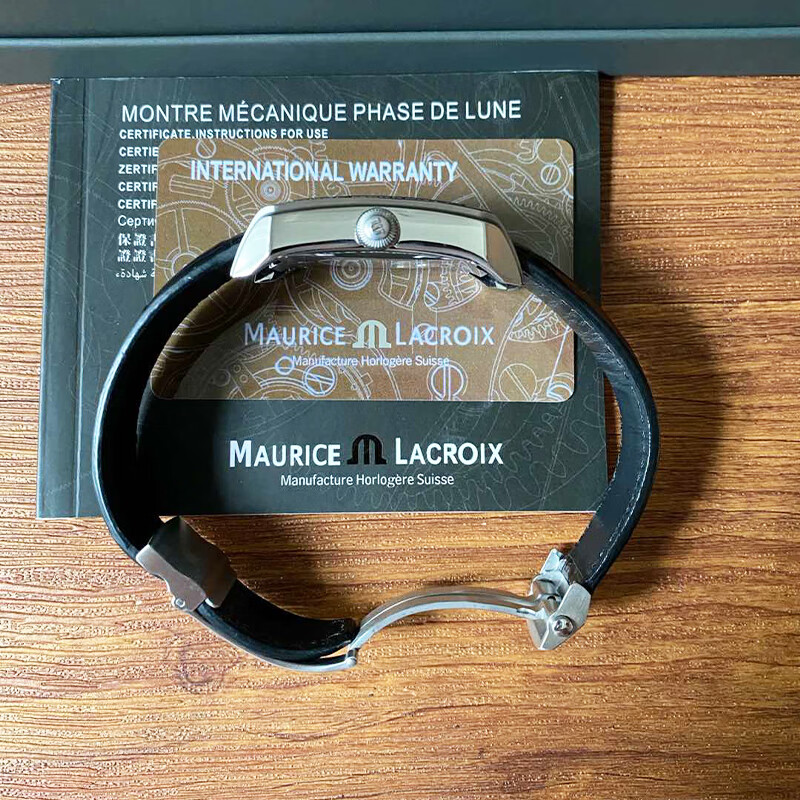 MONTRE MÉCANIQUE PHASE DE LUNE
CERTIFICATE.INSTRUCTIONS FOR USE
INTERNATIONAL WARRANTY
MAURICE LACROIX
Manufacture Horlogère Suisse
MAURICE LACROIX
Manufacture Horlogère Suisse